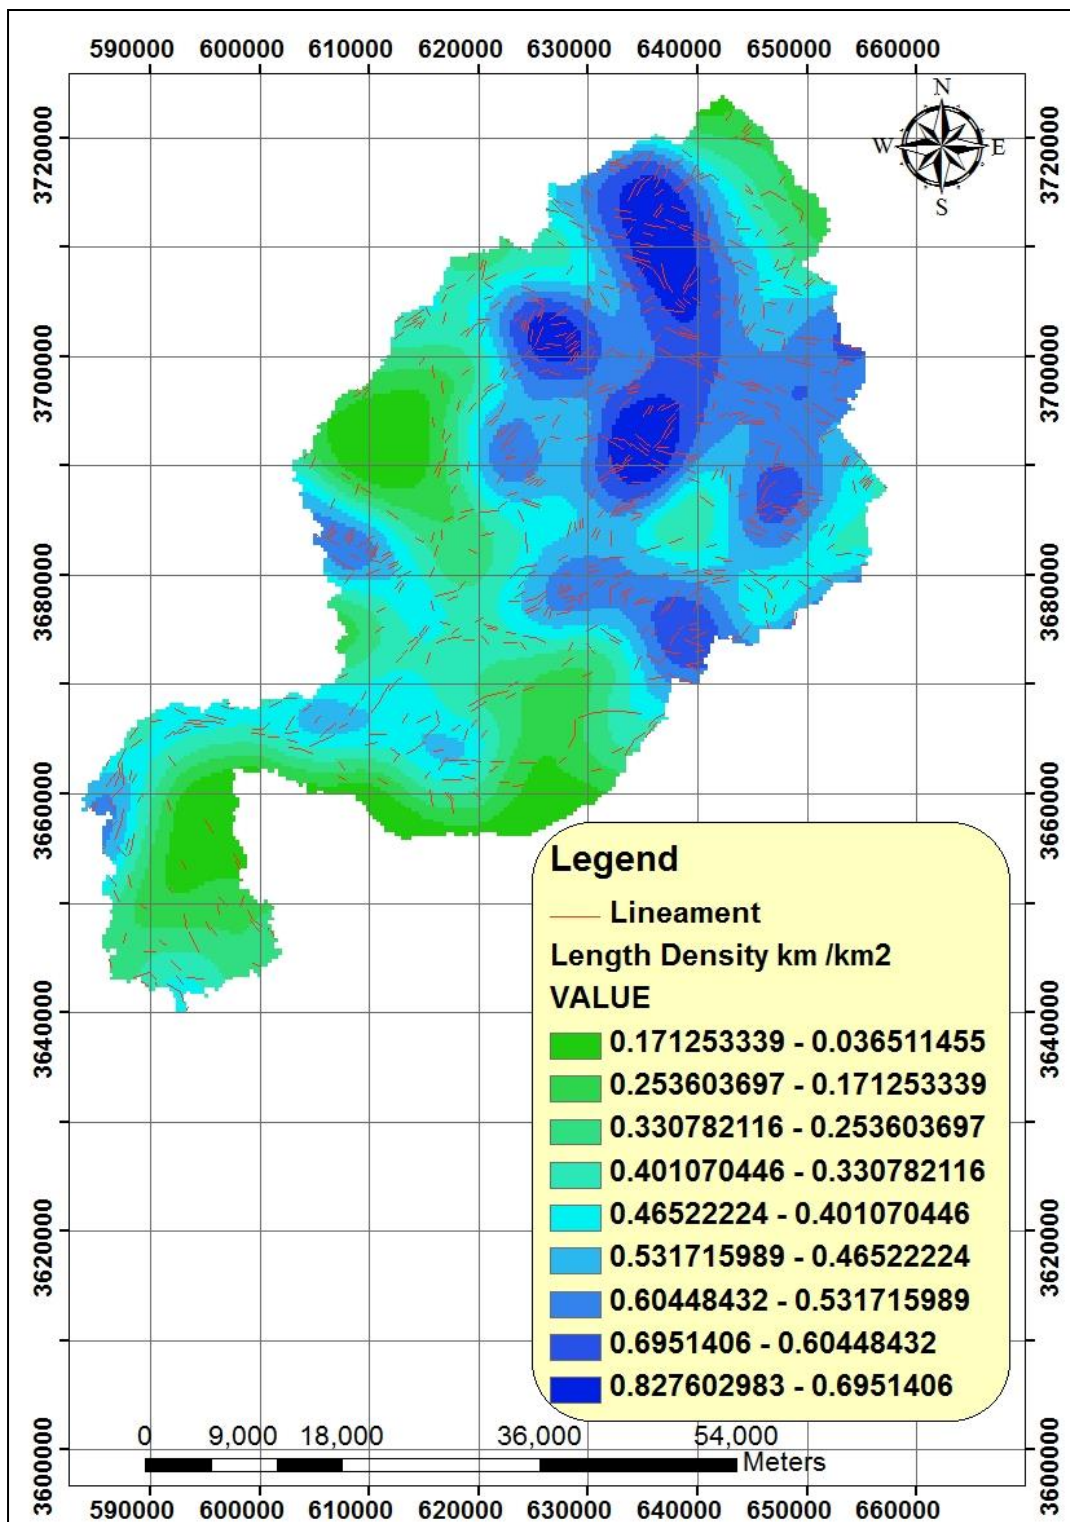 590000 600000 610000 620000 630000 640000 650000 660000
N
W E
S
3720000 3720000
3700000 3700000
3680000 3680000
3660000 3660000
Legend
Lineament
Length Density km /km2
VALUE
0.171253339 - 0.036511455
0.253603697 - 0.171253339
0.330782116 - 0.253603697
0.401070446 - 0.330782116
0.46522224 - 0.401070446
0.531715989 - 0.46522224
0.60448432 - 0.531715989
0.6951406 - 0.60448432
0.827602983 - 0.6951406
3640000 3640000
3620000 3620000
3600000 3600000
0 9,000 18,000 36,000 54,000
Meters
590000 600000 610000 620000 630000 640000 650000 660000